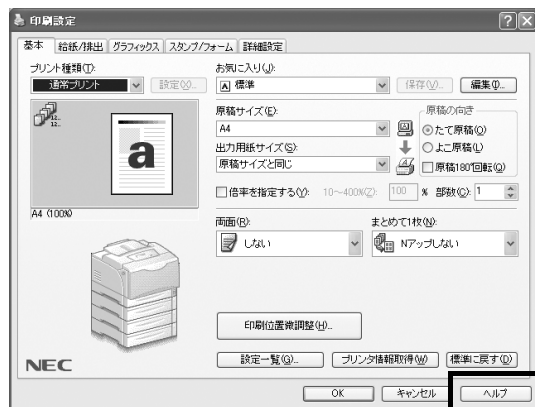 印刷設定
基本 給紙/排出 グラフィックス スタンプ/フォーム 詳細設定
プリント種類(T):
通常プリント 設定(X)...
お気に入り(J):
A 標準 保存(V)... 編集(I)...
原稿サイズ(E):
A4
出力用紙サイズ(S):
原稿サイズと同じ
原稿の向き
たて原稿(O)
よこ原稿(L)
原稿180°回転(Q)
倍率を指定する(Y): 10～400%(Z): 100 % 部数(C): 1
a
A4 (100%)
両面(R):
しない
まとめて1枚(N):
Nアップしない
印刷位置微調整(H)...
NEC
設定一覧(G)... プリンタ情報取得(W) 標準に戻す(D)
OK キャンセル ヘルプ